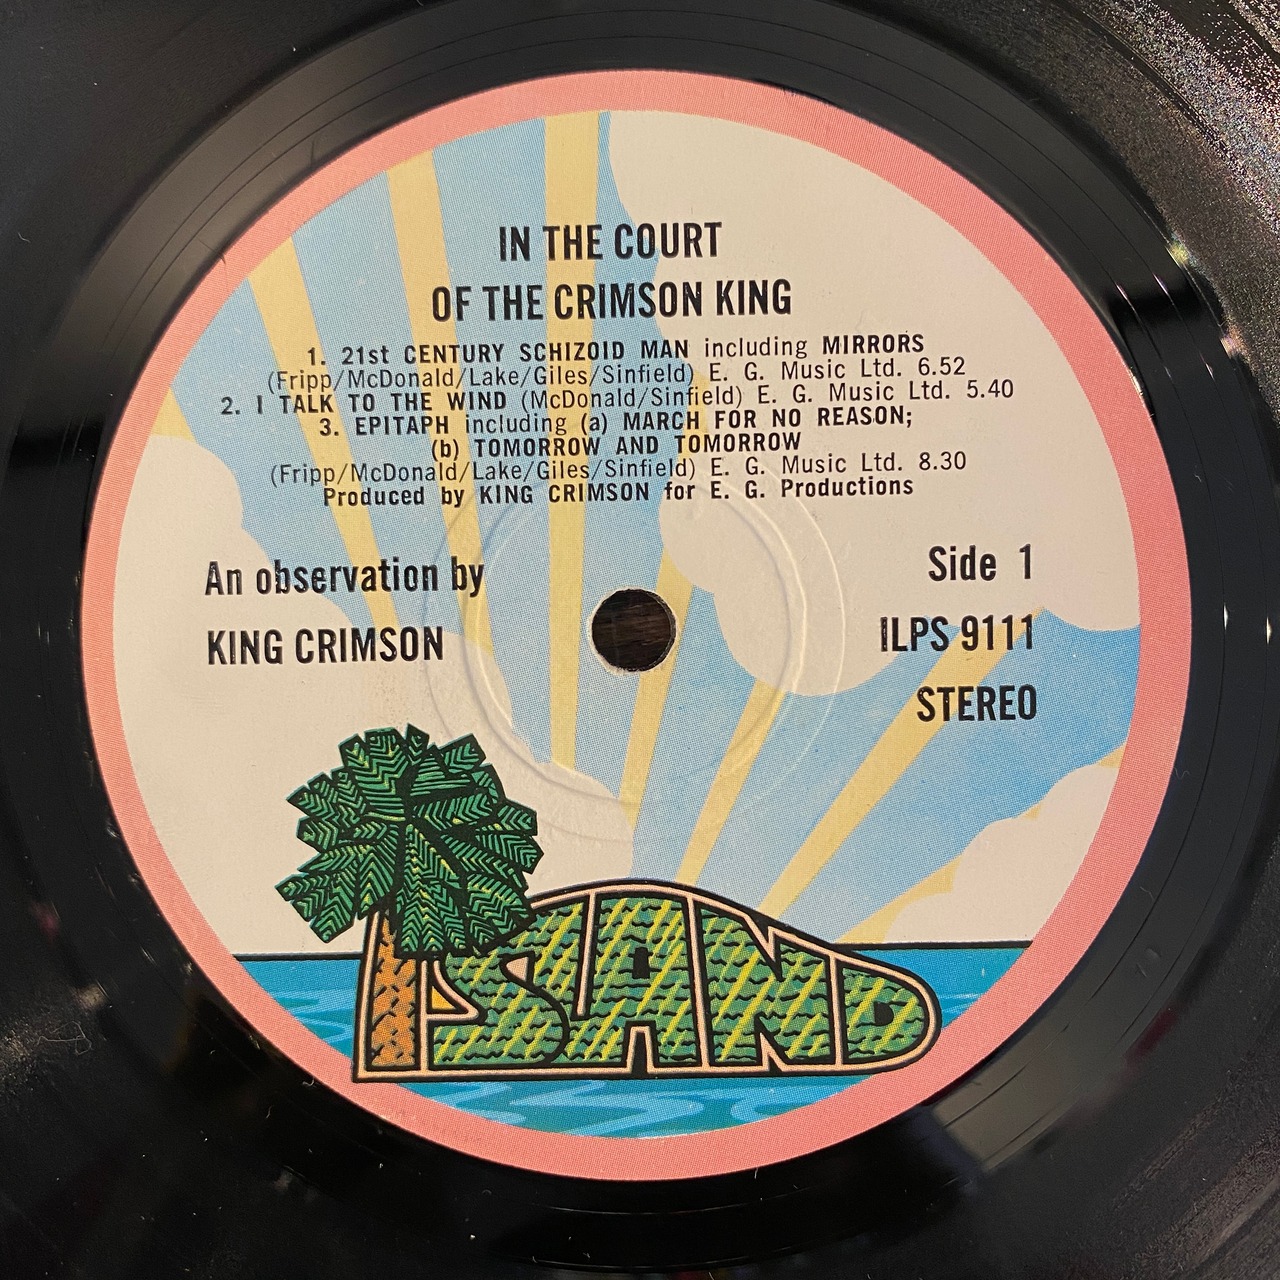 IN THE COURT
OF THE CRIMSON KING
1. 21st CENTURY SCHIZOID MAN including MIRRORS
(Fripp/McDonald/Lake/Giles/Sinfield) E. G. Music Ltd. 6.52
2. I TALK TO THE WIND (McDonald/Sinfield) E. G. Music Ltd. 5.40
3. EPITAPH including (a) MARCH FOR NO REASON;
(b) TOMORROW AND TOMORROW
(Fripp/McDonald/Lake/Giles/Sinfield) E. G. Music Ltd. 8.30
Produced by KING CRIMSON for E. G. Productions
An observation by
KING CRIMSON
Side 1
ILPS 9111
STEREO
ISLAND